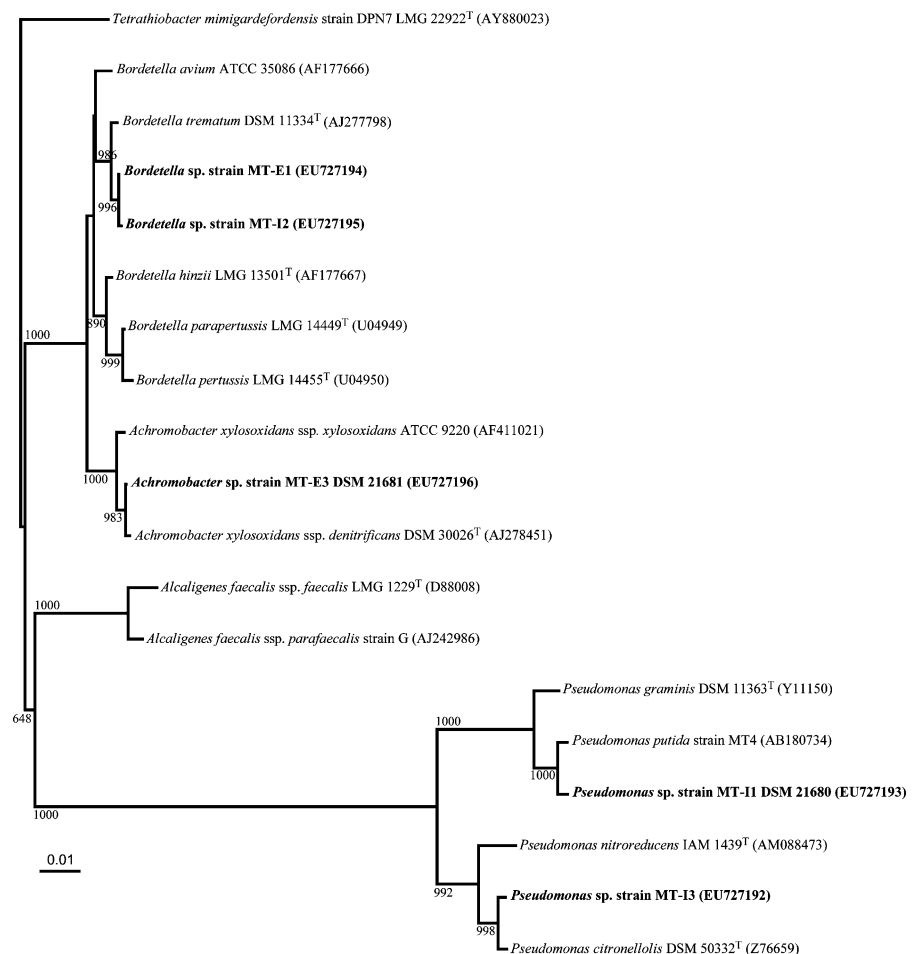 Tetrathiobacter mimigardefordensis strain DPN7 LMG 22922T (AY880023)
Bordetella avium ATCC 35086 (AF177666)
Bordetella trematum DSM 11334T (AJ277798)
986
Bordetella sp. strain MT-E1 (EU727194)
996
Bordetella sp. strain MT-I2 (EU727195)
Bordetella hinzii LMG 13501T (AF177667)
890
Bordetella parapertussis LMG 14449T (U04949)
1000
999
Bordetella pertussis LMG 14455T (U04950)
Achromobacter xylosoxidans ssp. xylosoxidans ATCC 9220 (AF411021)
1000
Achromobacter sp. strain MT-E3 DSM 21681 (EU727196)
983
Achromobacter xylosoxidans ssp. denitrificans DSM 30026T (AJ278451)
Alcaligenes faecalis ssp. faecalis LMG 1229T (D88008)
1000
Alcaligenes faecalis ssp. parafaecalis strain G (AJ242986)
Pseudomonas graminis DSM 11363T (Y11150)
648
1000
Pseudomonas putida strain MT4 (AB180734)
1000
Pseudomonas sp. strain MT-I1 DSM 21680 (EU727193)
1000
Pseudomonas nitroreducens IAM 1439T (AM088473)
0.01
992
Pseudomonas sp. strain MT-I3 (EU727192)
998
Pseudomonas citronellolis DSM 50332T (Z76659)